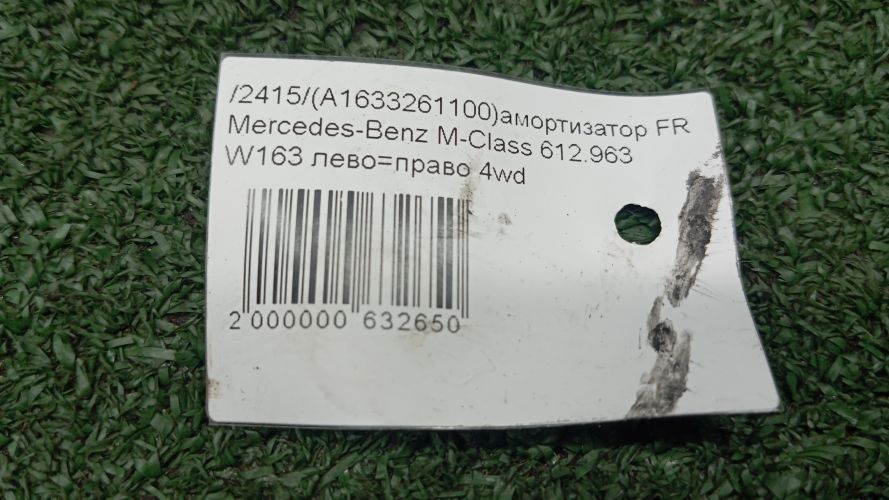 /2415/(A1633261100)амортизатор FR
Mercedes-Benz M-Class 612.963
W163 лево=право 4wd
2 000000 632650